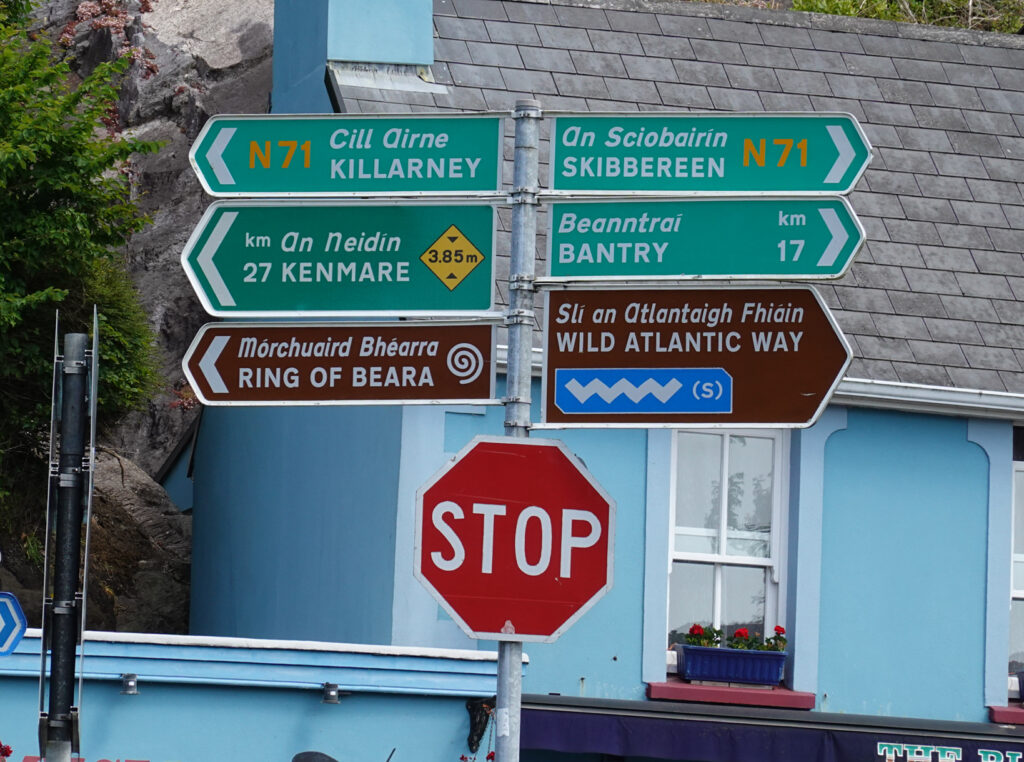 N71 Cill Airne
KILLARNEY
An Sciobairín
SKIBBEREEN N71
km An Neidín
27 KENMARE
3.85m
Beanntraí
BANTRY
km
17
Mórchuaird Bhéarra
RING OF BEARA
Slí an Atlantaigh Fhiáin
WILD ATLANTIC WAY
(S)
STOP
THE